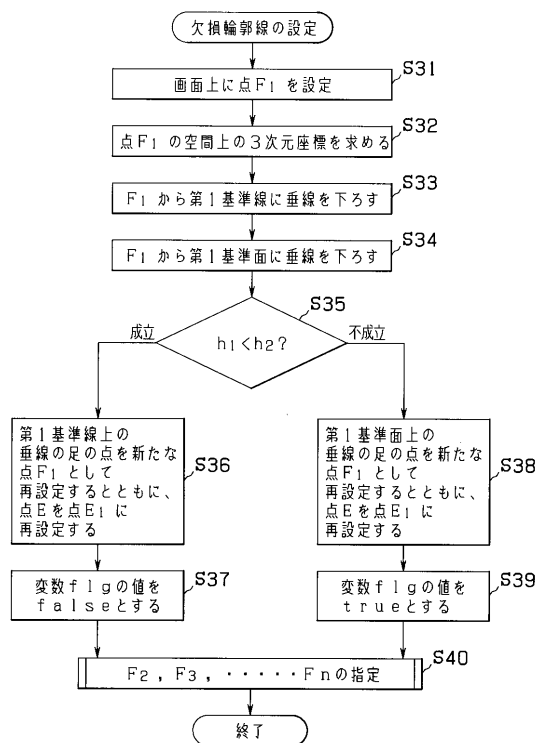 欠損輪郭線の設定
S31
画面上に点F1 を設定
S32
点F1 の空間上の3次元座標を求める
S33
F1 から第1基準線に垂線を下ろす
S34
F1 から第1基準面に垂線を下ろす
S35
成立
h1<h2?
不成立
第1基準線上の
垂線の足の点を新たな
点F1 として
再設定するとともに、
点Eを点E1 に
再設定する
S36
第1基準面上の
垂線の足の点を新たな
点F1 として
再設定するとともに、
点Eを点E1 に
再設定する
S38
変数flgの値を
falseとする
S37
変数flgの値を
trueとする
S39
F2 , F3 , ・・・・・Fnの指定
S40
終了